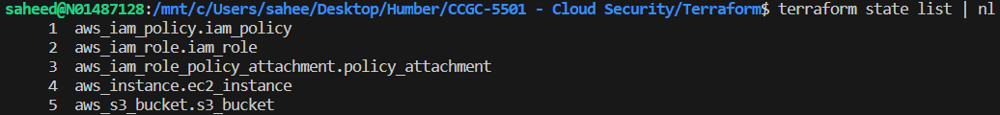 saheed@N01487128:/mnt/c/Users/sahee/Desktop/Humber/CCGC-5501 - Cloud Security/Terraform$ terraform state list | nl
1 aws_iam_policy.iam_policy
2 aws_iam_role.iam_role
3 aws_iam_role_policy_attachment.policy_attachment
4 aws_instance.ec2_instance
5 aws_s3_bucket.s3_bucket